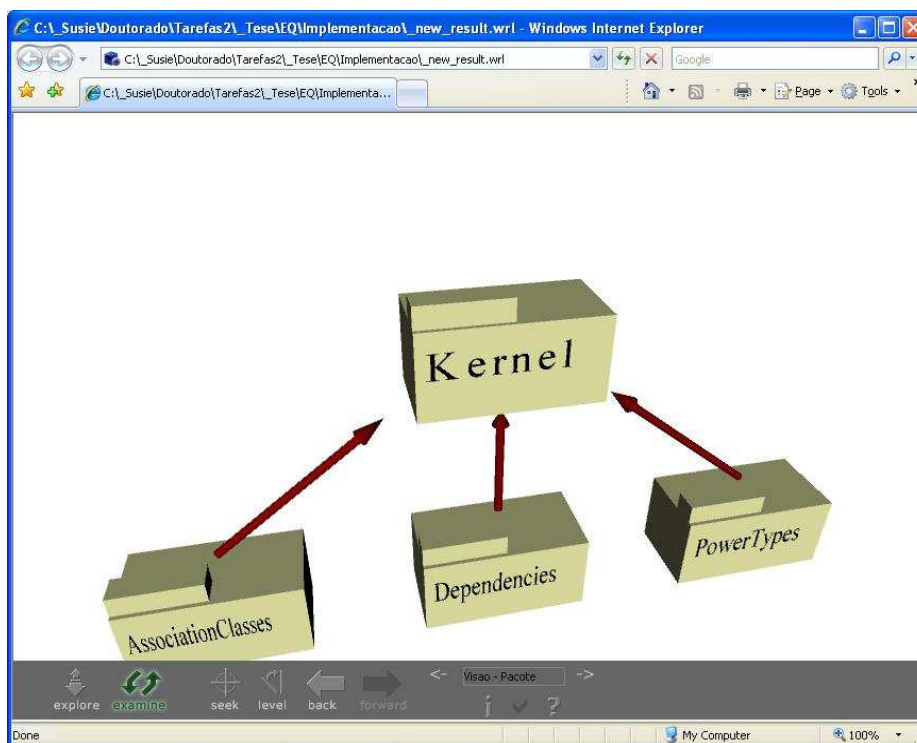 C:\_Susie\Doutorado\Tarefas2\_Tese\EQ\Implementacao\_new_result.wrl - Windows Internet Explorer
C:\_Susie\Doutorado\Tarefas2\_Tese\EQ\Implementacao\_new_result.wrl
Google
C:\_Susie\Doutorado\Tarefas2\_Tese\EQ\Implementa...
Page
Tools
Kernel
PowerTypes
Dependencies
AssociationClasses
<- Visao - Pacote ->
explore examine seek level back forward
Done
My Computer
100%